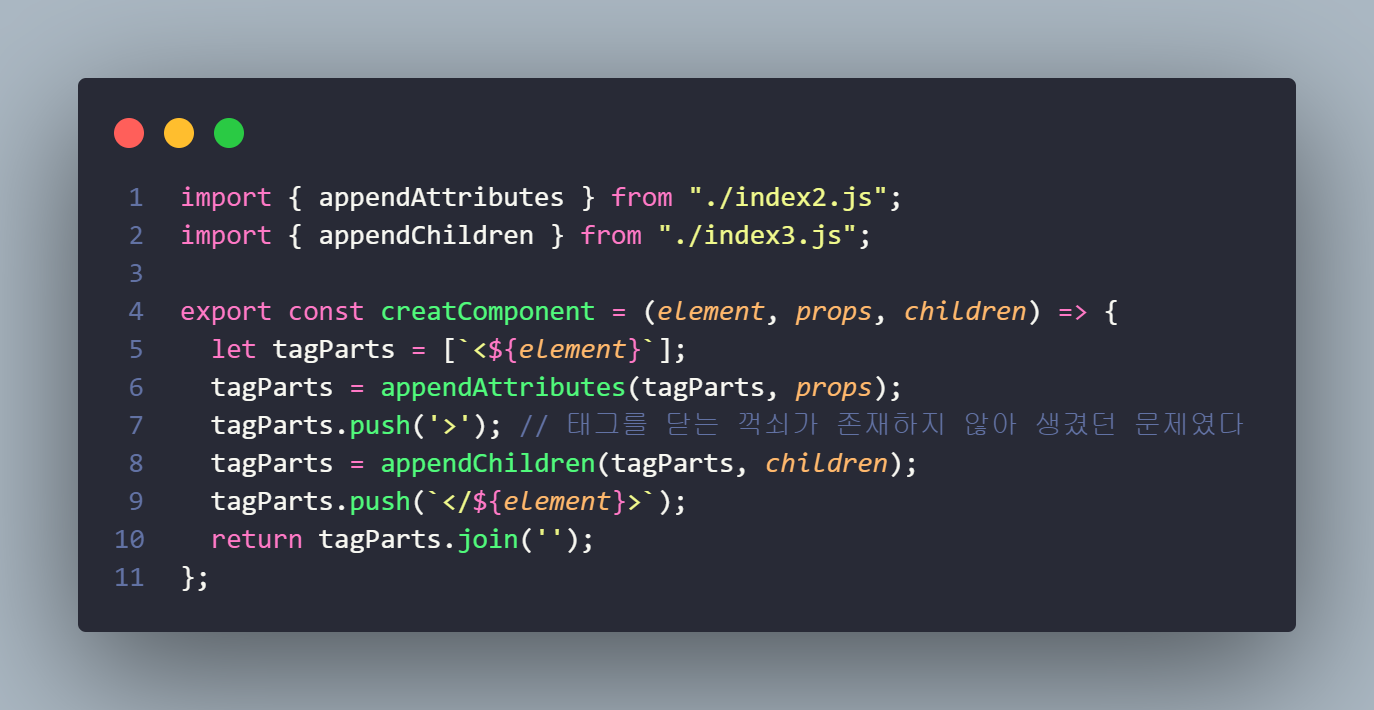 1 import { appendAttributes } from "./index2.js";
2 import { appendChildren } from "./index3.js";
3
4 export const creatComponent = (element, props, children) => {
5   let tagParts = [`<${element}`];
6   tagParts = appendAttributes(tagParts, props);
7   tagParts.push('>'); // 태그를 닫는 꺽쇠가 존재하지 않아 생겼던 문제였다
8   tagParts = appendChildren(tagParts, children);
9   tagParts.push(`</${element}>`);
10   return tagParts.join('');
11 };